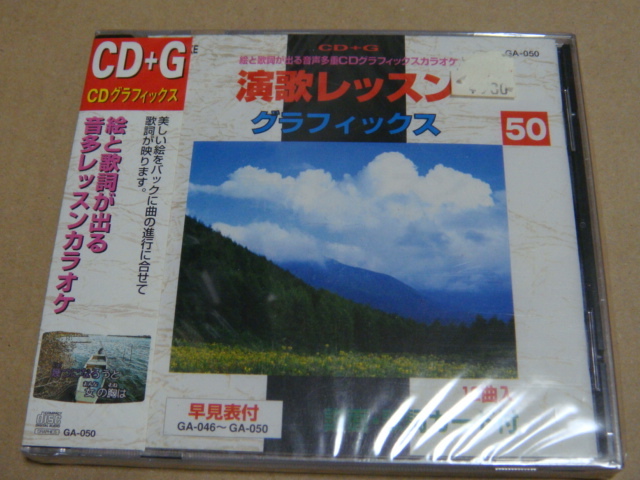 CD+G
CDグラフィックス
絵と歌詞が出る
音多レッスンカラオケ
美しい絵をバックに曲の進行に合せて
歌詞が映ります。
GA-050
CD+G
GA-050
絵と歌詞が出る音声多重CDグラフィックスカラオケ
演歌レッスン
グラフィックス
50
早見表付
GA-046〜GA-050
曲入